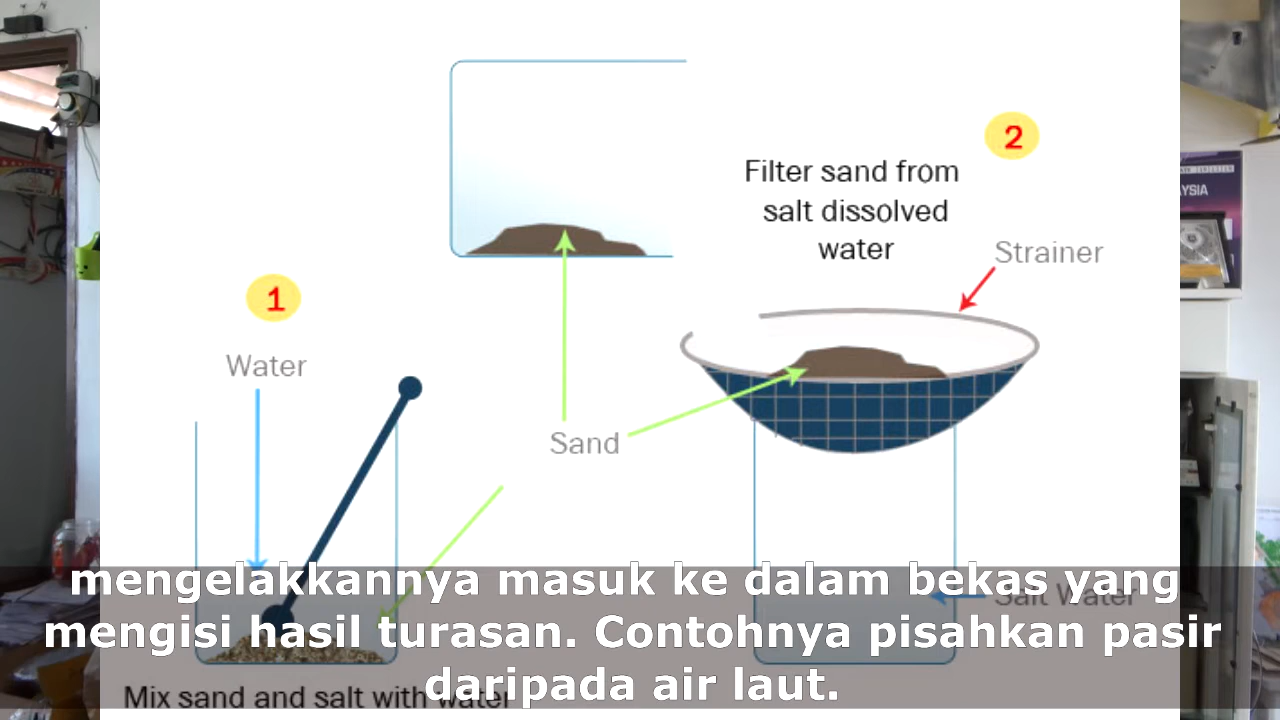 2
Filter sand from
salt dissolved
water
Strainer
1
Water
Sand
Salt Water
Mix sand and salt with water
mengelakkannya masuk ke dalam bekas yang
mengisi hasil turasan. Contohnya pisahkan pasir
daripada air laut.
YSIA